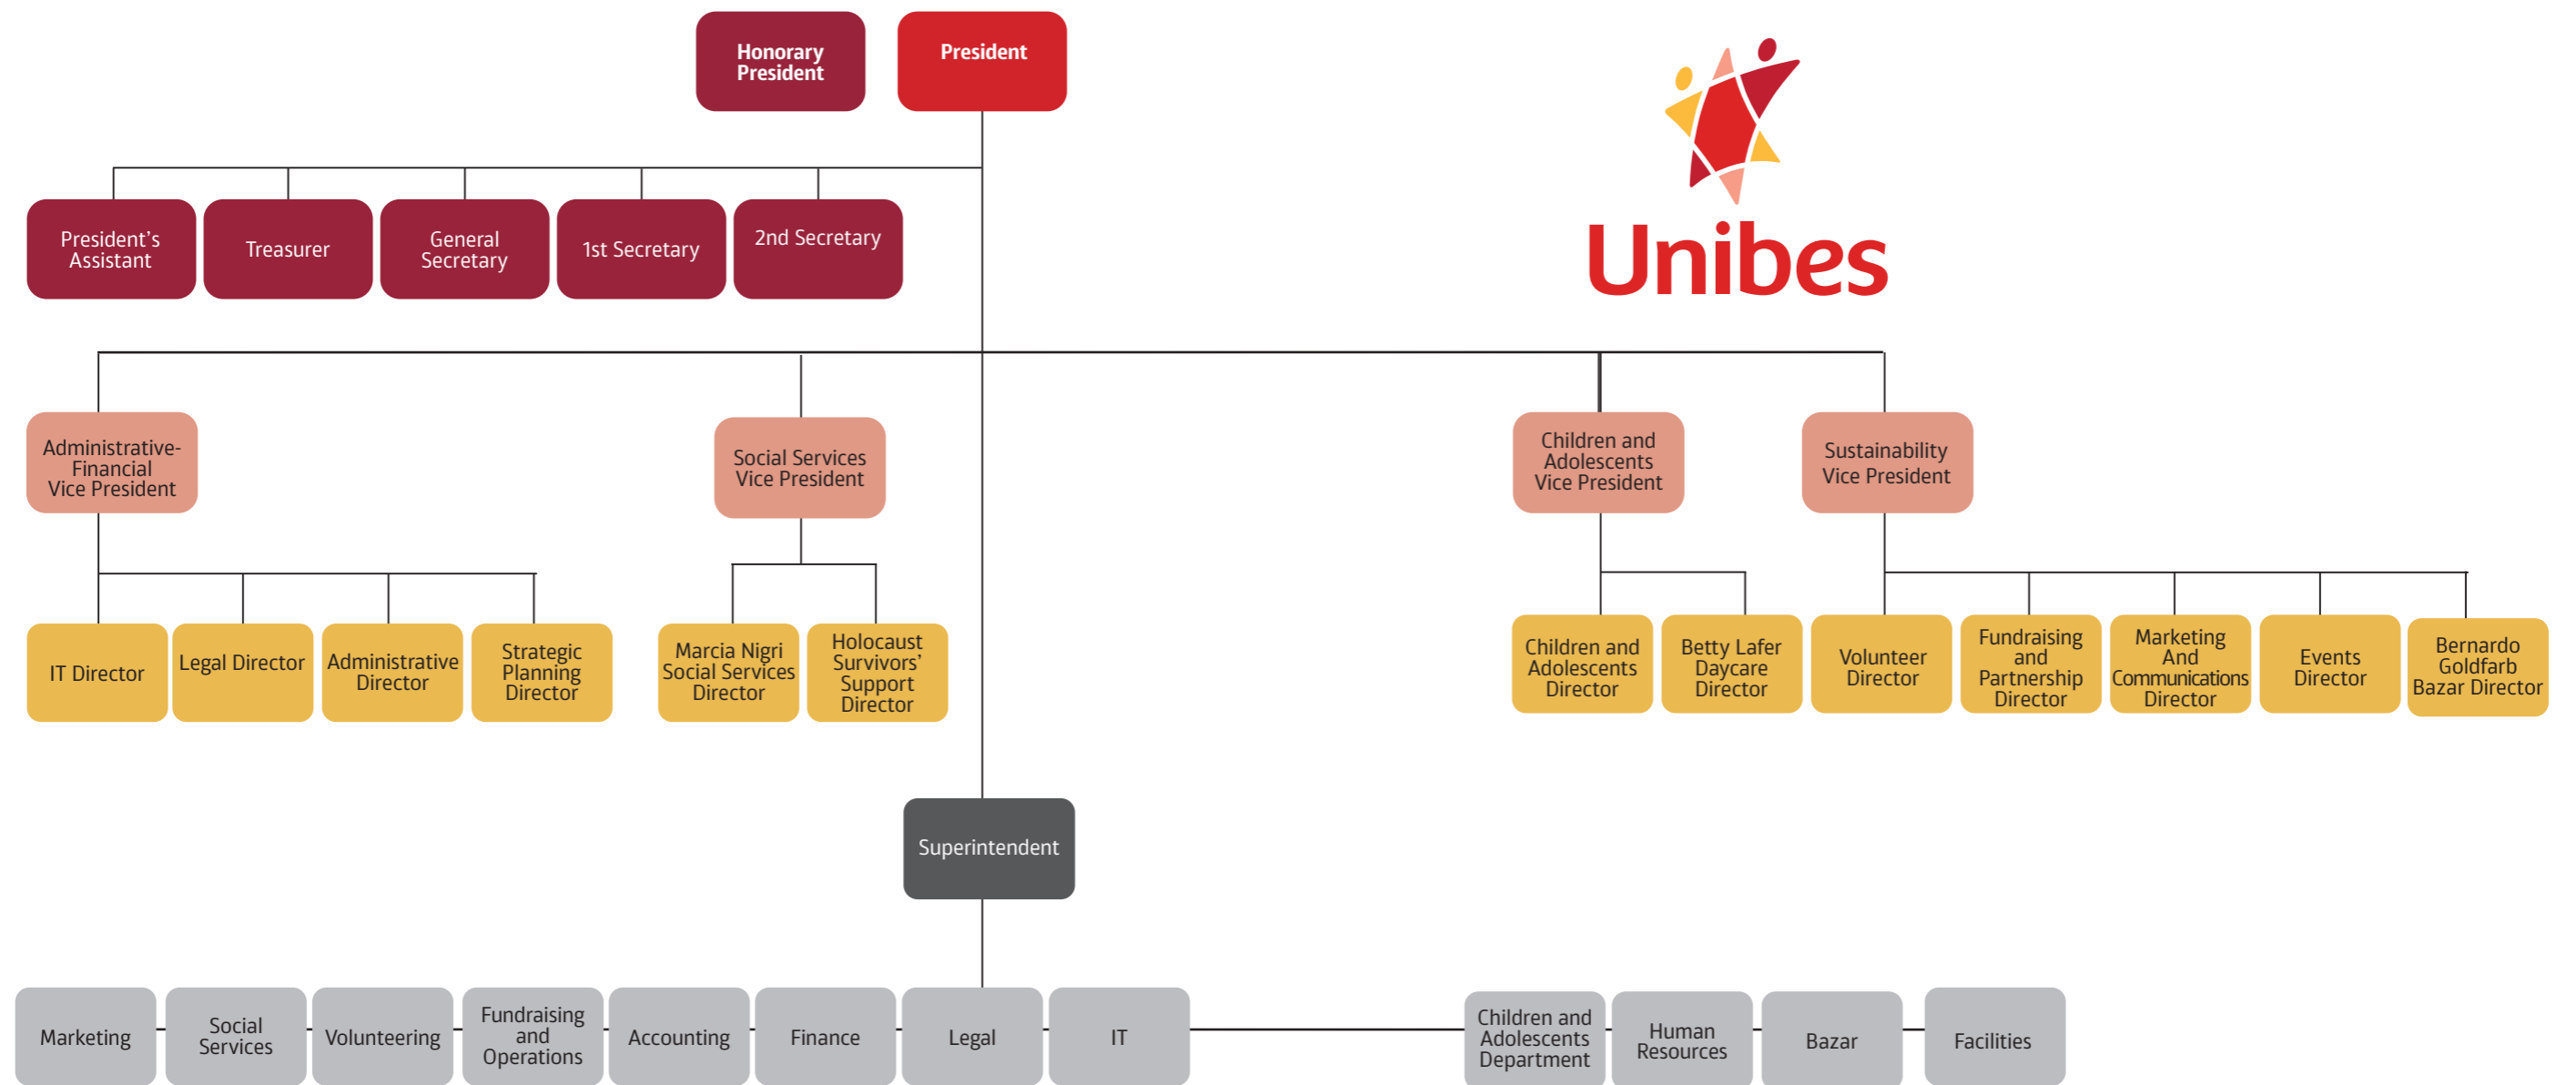 Honorary
President
President
Unibes
President’s
Assistant
Treasurer
General
Secretary
1st Secretary
2nd Secretary
Administrative-
Financial
Vice President
Social Services
Vice President
Children and
Adolescents
Vice President
Sustainability
Vice President
IT Director
Legal Director
Administrative
Director
Strategic
Planning
Director
Marcia Nigri
Social Services
Director
Holocaust
Survivors’
Support
Director
Children and
Adolescents
Director
Betty Lafer
Daycare
Director
Volunteer
Director
Fundraising
and
Partnership
Director
Marketing
And
Communications
Director
Events
Director
Bernardo
Goldfarb
Bazar Director
Superintendent
Marketing
Social
Services
Volunteering
Fundraising
and
Operations
Accounting
Finance
Legal
IT
Children and
Adolescents
Department
Human
Resources
Bazar
Facilities